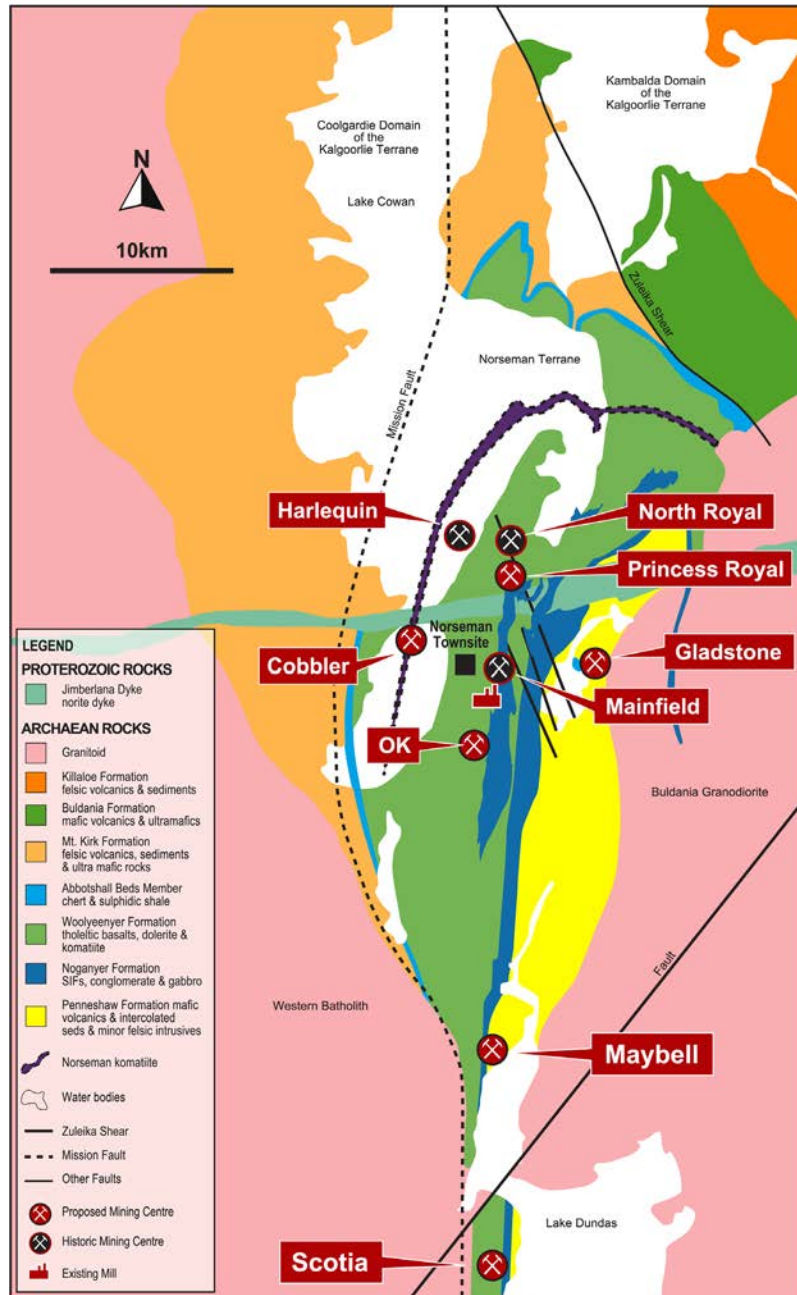 Kambalda Domain
of the
Kalgoorlie Terrane
Coolgardie Domain
of the
Kalgoorlie Terrane
Lake Cowan
N
10km
Zuleika Shear
Mission Fault
Norseman Terrane
Harlequin
North Royal
Princess Royal
Norseman
Townsite
Cobbler
Gladstone
Mainfield
OK
Buldania Granodiorite
Western Batholith
Fault
Maybell
Lake Dundas
Scotia
LEGEND
PROTEROZOIC ROCKS
Jimberlana Dyke
norite dyke
ARCHAEAN ROCKS
Granitoid
Killaloe Formation
felsic volcanics & sediments
Buldania Formation
mafic volcanics & ultramafics
Mt. Kirk Formation
felsic volcanics, sediments
& ultra mafic rocks
Abbotshall Beds Member
chert & sulphidic shale
Woolyeenyer Formation
tholeltic basalts, dolerite &
komatiite
Noganyer Formation
SIFs, conglomerate & gabbro
Penneshaw Formation mafic
volcanics & intercolated
seds & minor felsic intrusives
Norseman komatiite
Water bodies
Zuleika Shear
Mission Fault
Other Faults
Proposed Mining Centre
Historic Mining Centre
Existing Mill